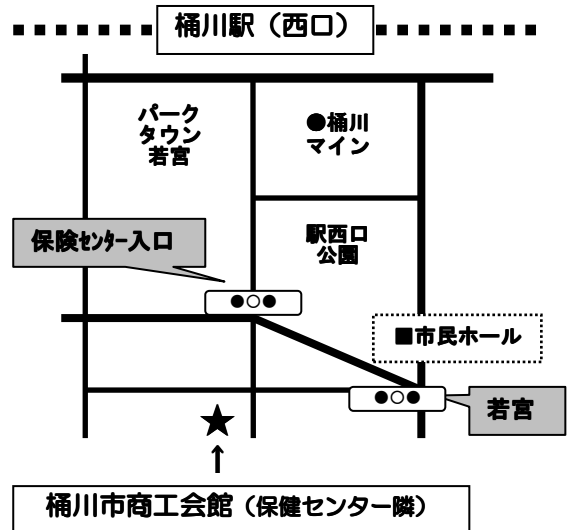 桶川駅（西口）
パーク
タウン
若宮
●桶川
マイン
保険ｾﾝﾀｰ入口
駅西口
公園
■市民ホール
若宮
桶川市商工会館（保健センター隣）